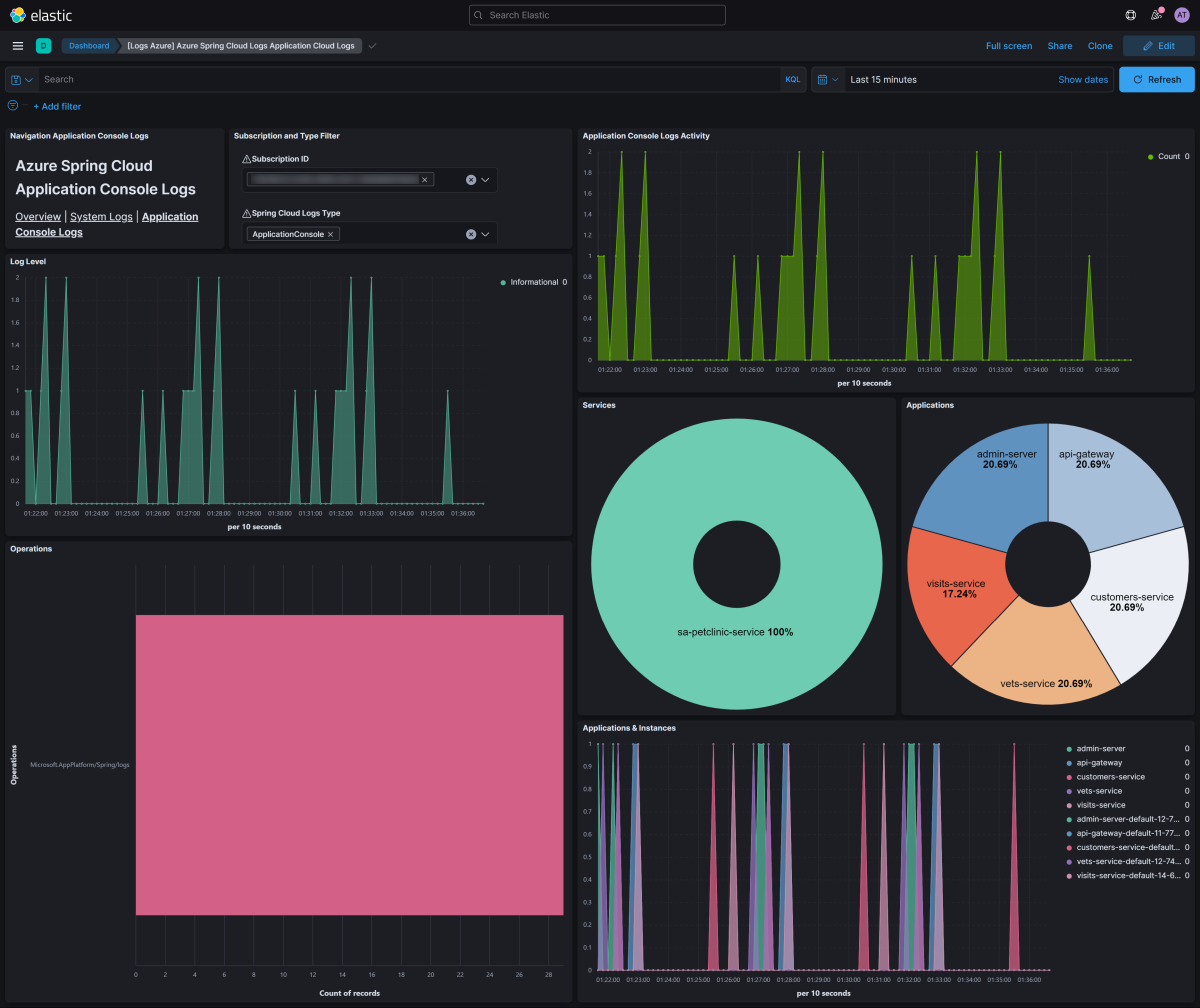 elastic
Search Elastic
AT
D
Dashboard
[Logs Azure] Azure Spring Cloud Logs Application Cloud Logs
Full screen
Share
Clone
Edit
Search
KQL
Last 15 minutes
Show dates
Refresh
+ Add filter
Navigation Application Console Logs
Azure Spring Cloud
Application Console Logs
Overview | System Logs | Application
Console Logs
Subscription and Type Filter
Subscription ID
Spring Cloud Logs Type
ApplicationConsole
Application Console Logs Activity
Count 0
2
1.8
1.6
1.4
1.2
1
0.8
0.6
0.4
0.2
0
01:22:00 01:23:00 01:24:00 01:25:00 01:26:00 01:27:00 01:28:00 01:29:00 01:30:00 01:31:00 01:32:00 01:33:00 01:34:00 01:35:00 01:36:00
per 10 seconds
Log Level
Informational 0
2
1.8
1.6
1.4
1.2
1
0.8
0.6
0.4
0.2
0
01:22:00 01:23:00 01:24:00 01:25:00 01:26:00 01:27:00 01:28:00 01:29:00 01:30:00 01:31:00 01:32:00 01:33:00 01:34:00 01:35:00 01:36:00
per 10 seconds
Services
sa-petclinic-service 100%
Applications
admin-server
20.69%
api-gateway
20.69%
visits-service
17.24%
customers-service
20.69%
vets-service 20.69%
Operations
Operations
Microsoft.AppPlatform/Spring/logs
0 2 4 6 8 10 12 14 16 18 20 22 24 26 28
Count of records
Applications & Instances
1
0.9
0.8
0.7
0.6
0.5
0.4
0.3
0.2
0.1
0
01:22:00 01:23:00 01:24:00 01:25:00 01:26:00 01:27:00 01:28:00 01:29:00 01:30:00 01:31:00 01:32:00 01:33:00 01:34:00 01:35:00 01:36:00
per 10 seconds
admin-server 0
api-gateway 0
customers-service 0
vets-service 0
visits-service 0
admin-server-default-12-7... 0
api-gateway-default-11-77... 0
customers-service-default... 0
vets-service-default-12-74... 0
visits-service-default-14-6... 0